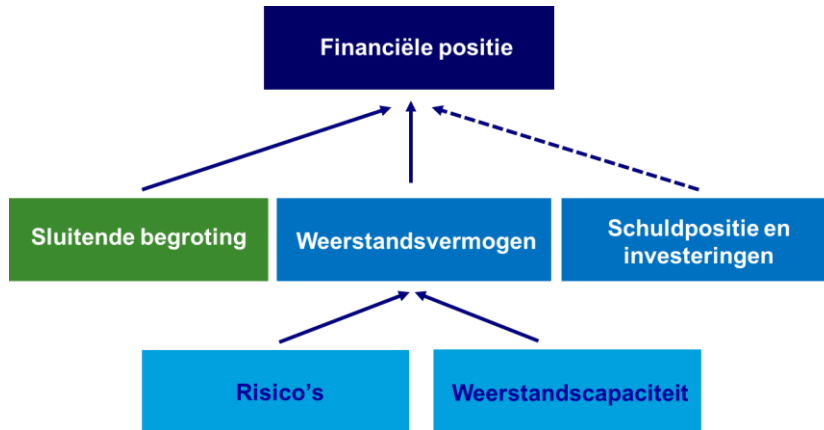 Financiële positie
Sluitende begroting
Weerstandsvermogen
Schuldpositie en
investeringen
Risico's
Weerstandscapaciteit